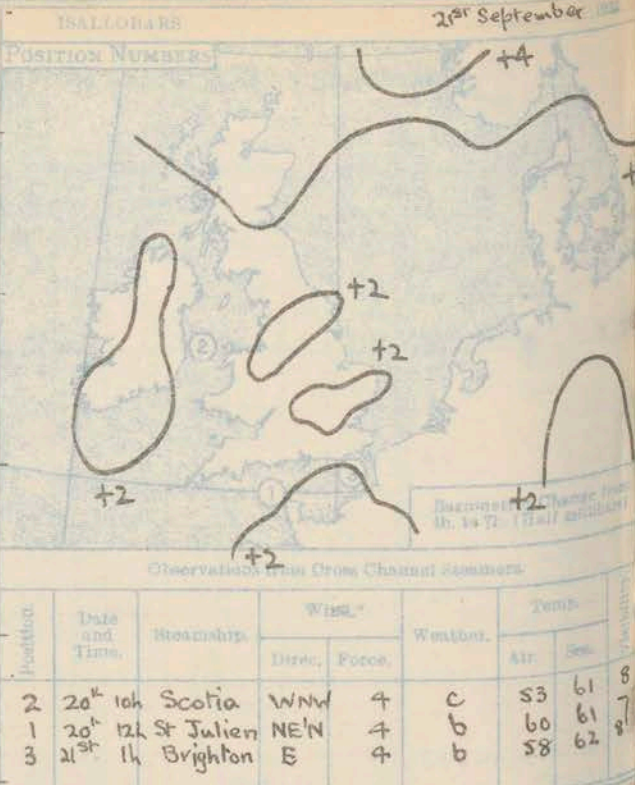 ISALLOBARS
21st September
POSITION NUMBERS
+4
+
+2
2
+2
+2
1
+2
+2
Barometric Change
Observations from Cross Channel Steamers
Position.
Date and Time.
Steamship.
Wind.
Direc.
Force.
Weather.
Temp.
Air.
Sea.
2 20th 10h Scotia WNW 4 c 53 61 8
1 20th 12h St Julien NE'N 4 b 60 61 7
3 21st 1h Brighton E 4 b 58 62 8